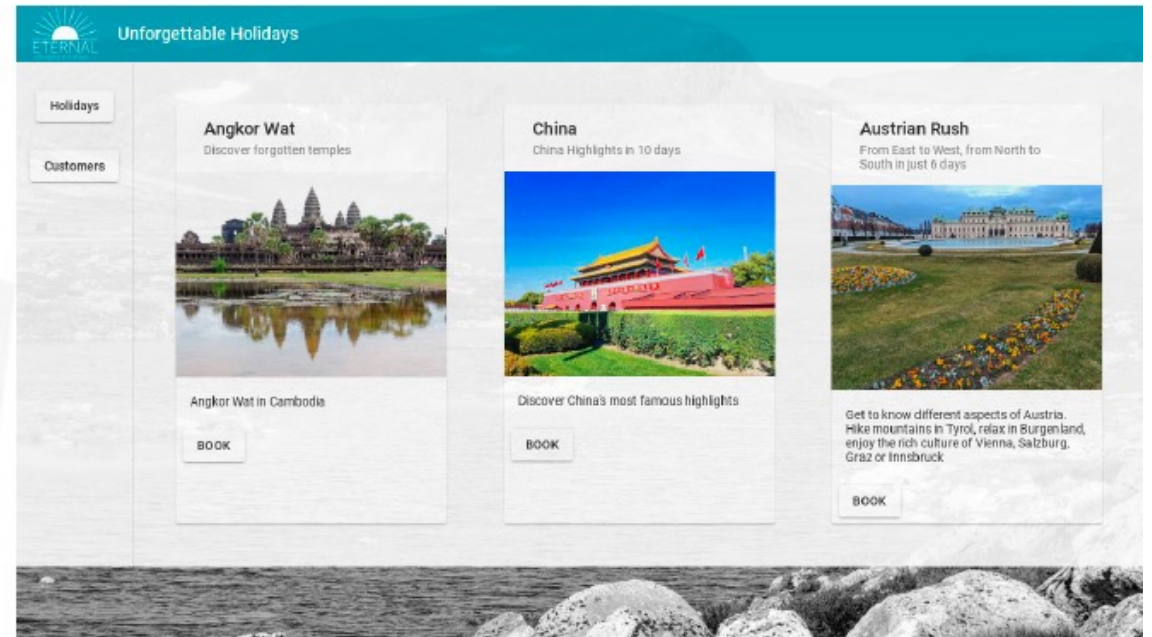 ETERNAL
Unforgettable Holidays
Holidays
Customers
Angkor Wat
Discover forgotten temples
Angkor Wat in Cambodia
BOOK
China
China Highlights in 10 days
Discover China's most famous highlights
BOOK
Austrian Rush
From East to West, from North to
South in just 6 days
Get to know different aspects of Austria.
Hike mountains in Tyrol, relax in Burgenland,
enjoy the rich culture of Vienna, Salzburg,
Graz or Innsbruck
BOOK